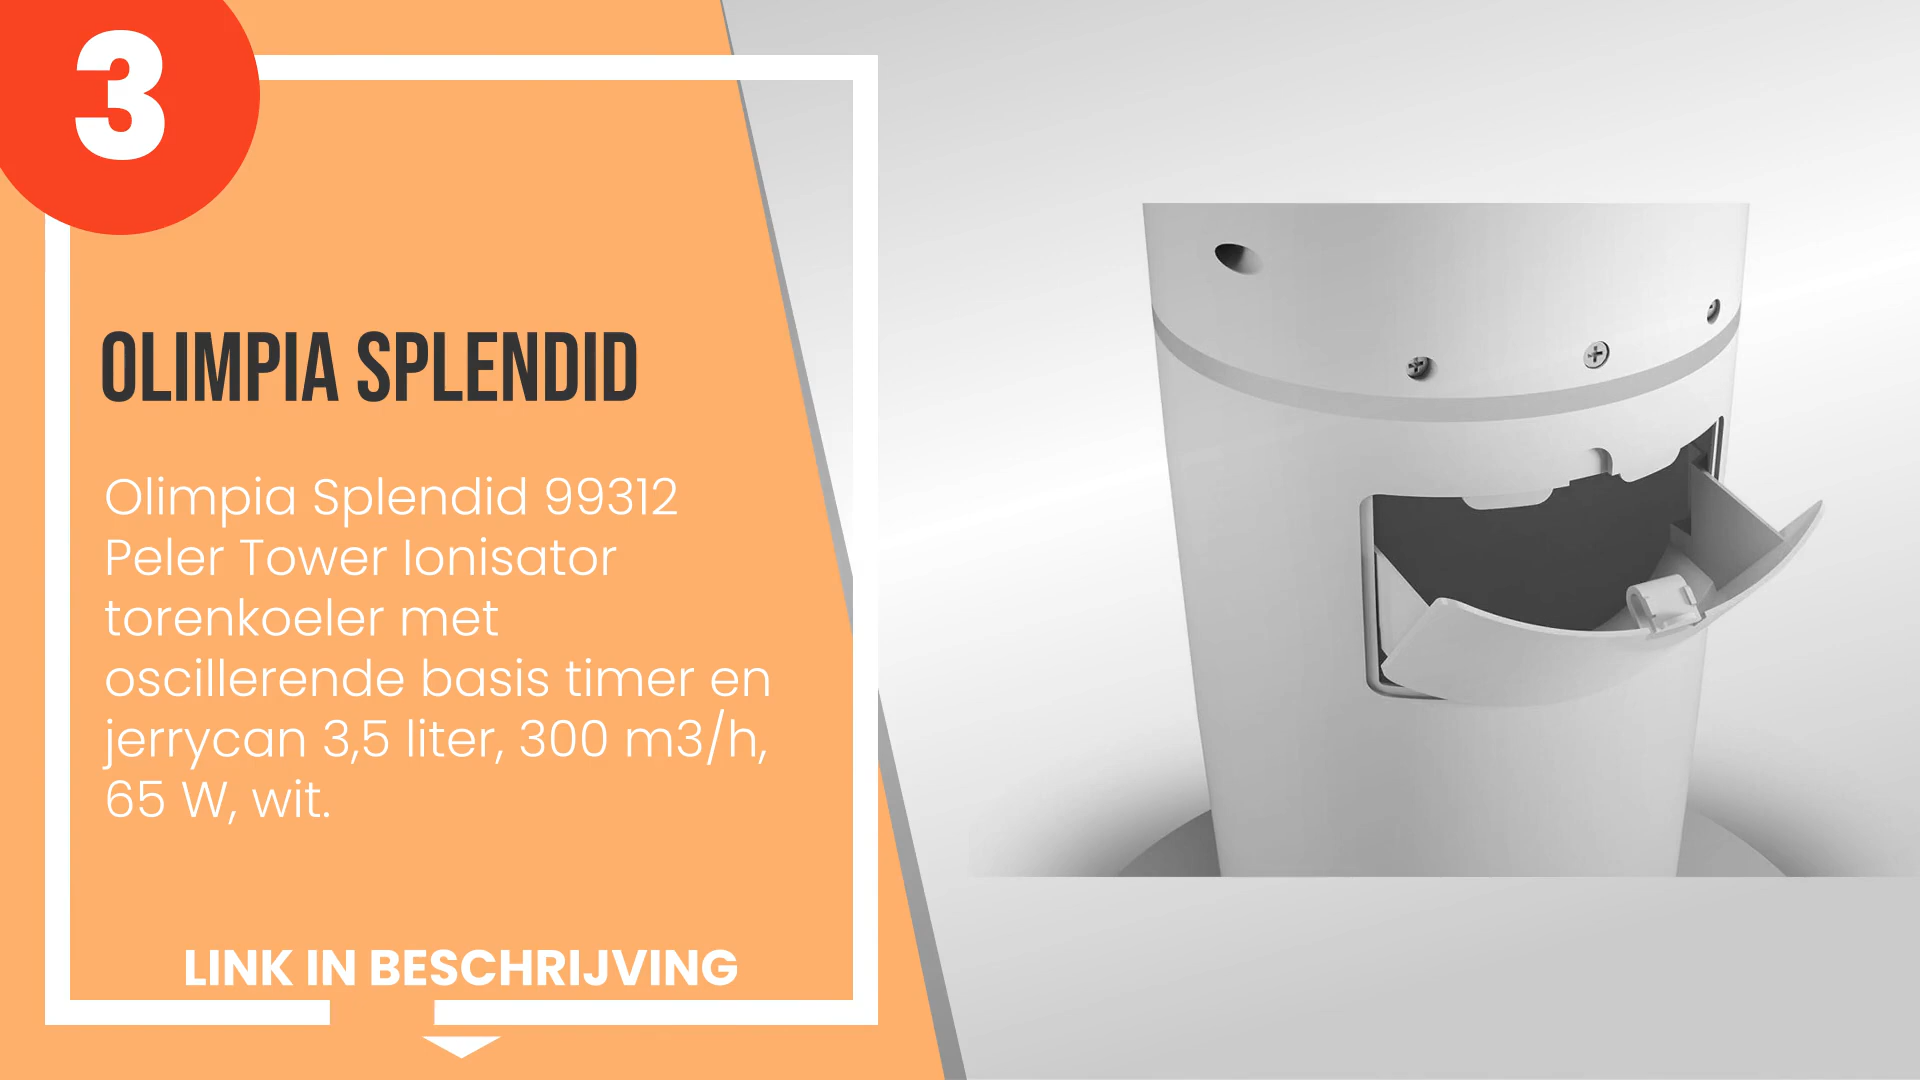 3
OLIMPIA SPLENDID
Olimpia Splendid 99312
Peler Tower Ionisator
torenkoeler met
oscillerende basis timer en
jerrycan 3,5 liter, 300 m3/h,
65 W, wit.
LINK IN BESCHRIJVING